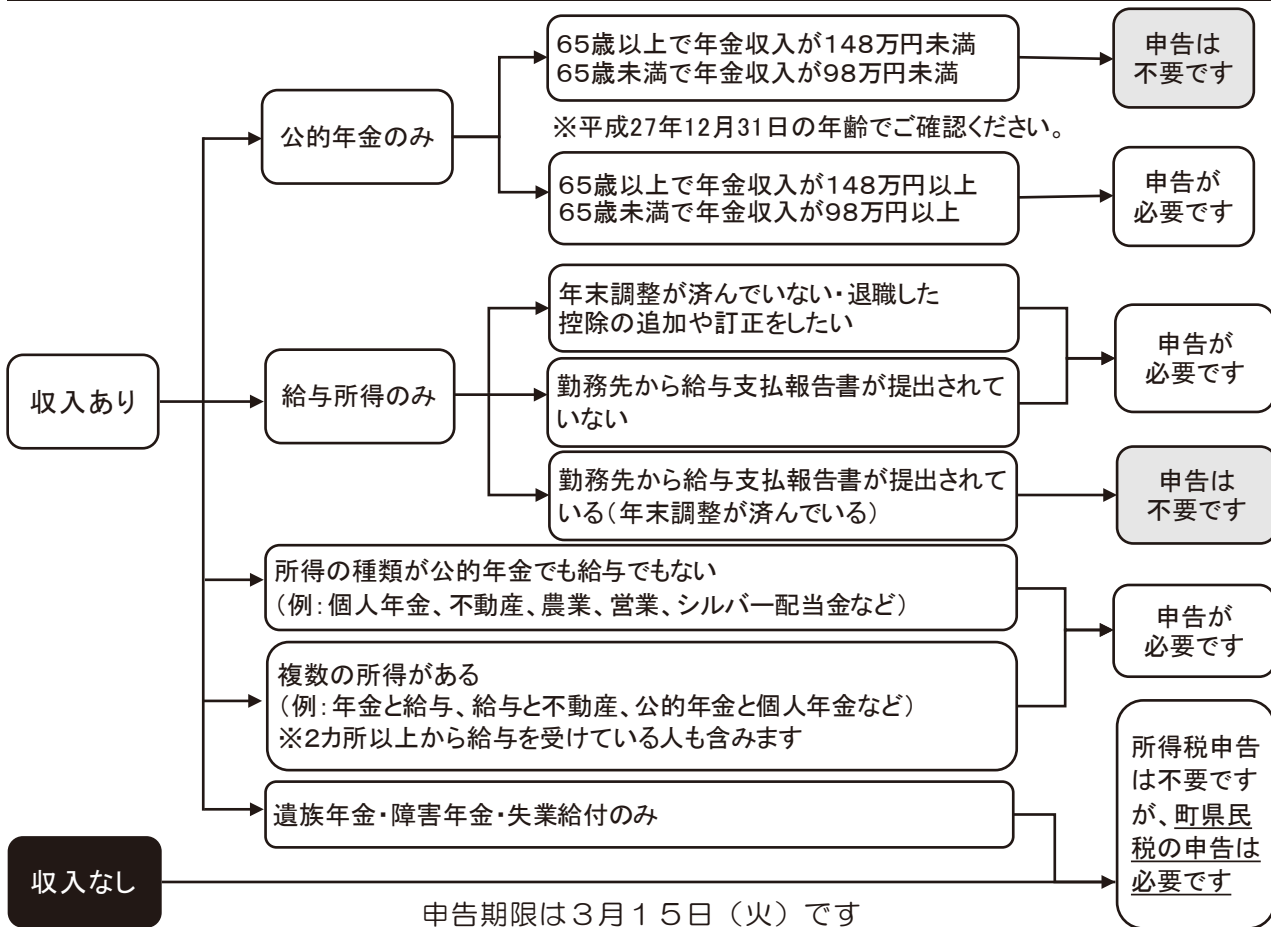 65歳以上で年金収入が148万円未満
65歳未満で年金収入が98万円未満
申告は
不要です
公的年金のみ
※平成27年12月31日の年齢でご確認ください。
65歳以上で年金収入が148万円以上
65歳未満で年金収入が98万円以上
申告が
必要です
年末調整が済んでいない・退職した
控除の追加や訂正をしたい
申告が
必要です
収入あり
給与所得のみ
勤務先から給与支払報告書が提出されて
いない
勤務先から給与支払報告書が提出されて
いる（年末調整が済んでいる）
申告は
不要です
所得の種類が公的年金でも給与でもない
（例：個人年金、不動産、農業、営業、シルバー配当金など）
申告が
必要です
複数の所得がある
（例：年金と給与、給与と不動産、公的年金と個人年金など）
※2カ所以上から給与を受けている人も含みます
遺族年金・障害年金・失業給付のみ
所得税申告
は不要です
が、町県民
税の申告は
必要です
収入なし
申告期限は３月１５日（火）です